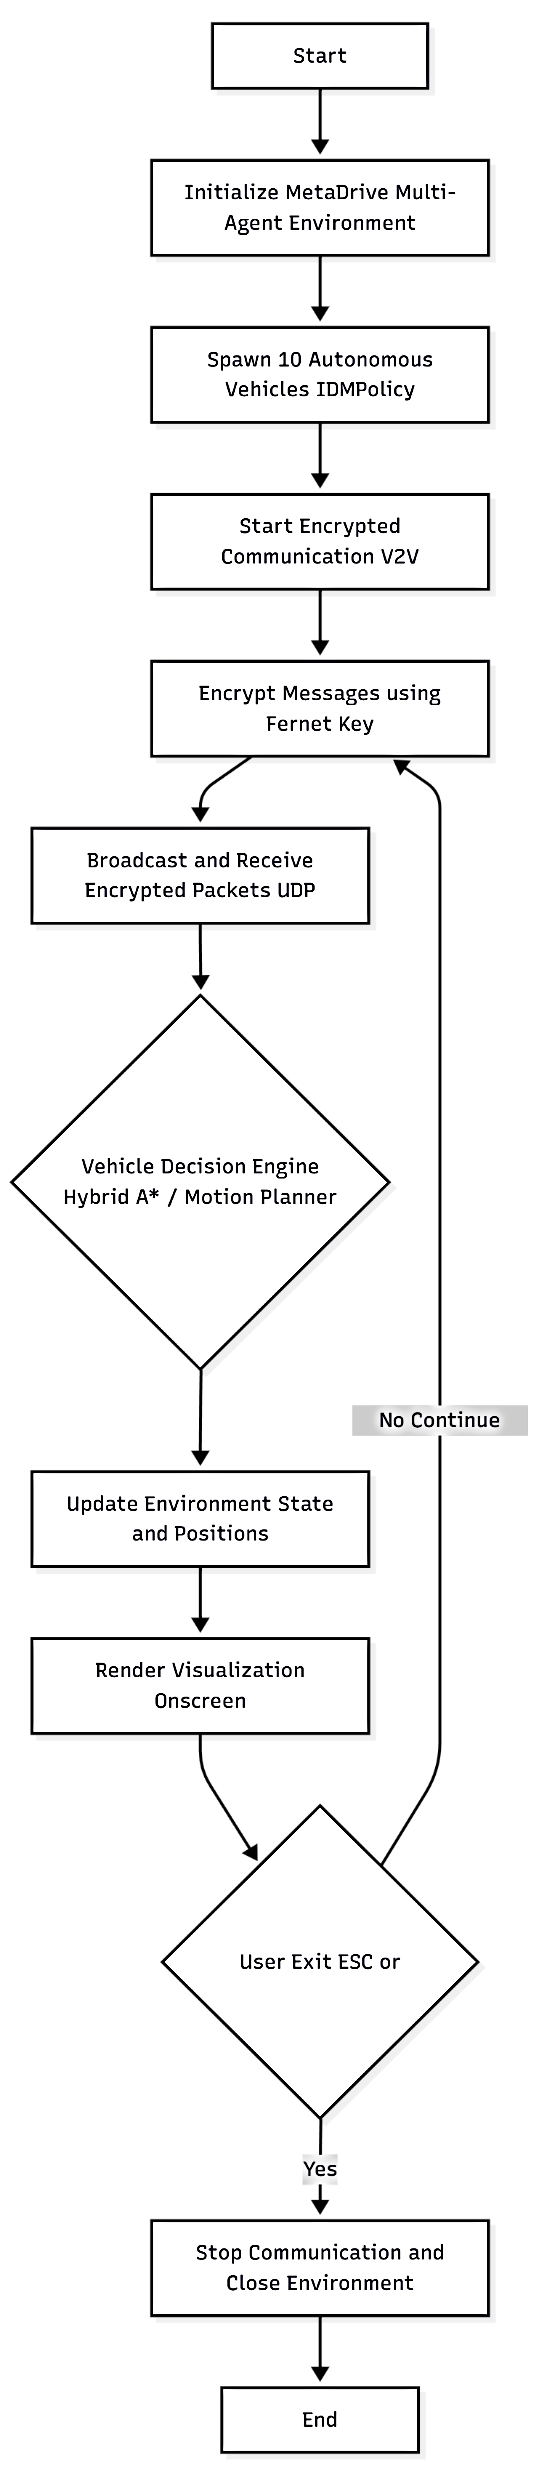 Start
Initialize MetaDrive Multi-
Agent Environment
Spawn 10 Autonomous
Vehicles IDMPolicy
Start Encrypted
Communication V2V
Encrypt Messages using
Fernet Key
Broadcast and Receive
Encrypted Packets UDP
Vehicle Decision Engine
Hybrid A* / Motion Planner
No Continue
Update Environment State
and Positions
Render Visualization
Onscreen
User Exit ESC or
Yes
Stop Communication and
Close Environment
End